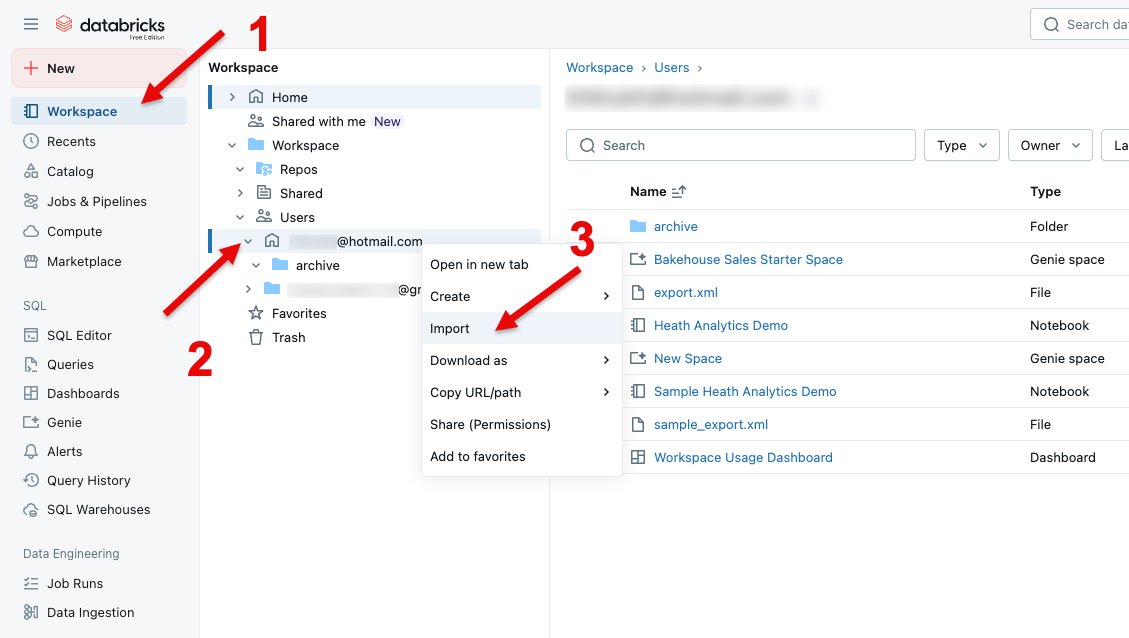 databricks
Free Edition
Search da
1
New
Workspace
Recents
Catalog
Jobs & Pipelines
Compute
Marketplace
SQL
SQL Editor
Queries
Dashboards
Genie
Alerts
Query History
SQL Warehouses
Data Engineering
Job Runs
Data Ingestion
Workspace
Home
Shared with me New
Workspace
Repos
Shared
Users
@hotmail.com
archive
@gr
Favorites
Trash
2
3
Open in new tab
Create
Import
Download as
Copy URL/path
Share (Permissions)
Add to favorites
Workspace › Users ›
Search
Type
Owner
La
Name Type
archive Folder
Bakehouse Sales Starter Space Genie space
export.xml File
Heath Analytics Demo Notebook
New Space Genie space
Sample Heath Analytics Demo Notebook
sample_export.xml File
Workspace Usage Dashboard Dashboard